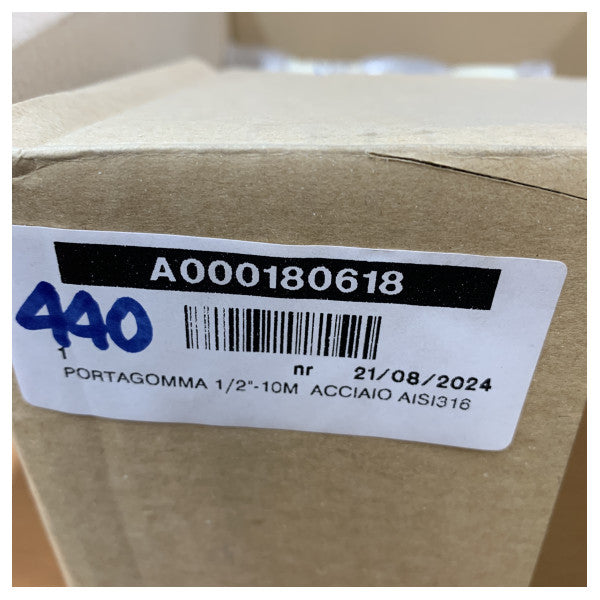 A000180618
440
1
nr 21/08/2024
PORTAGOMMA 1/2"-10M ACCIAIO AISI316